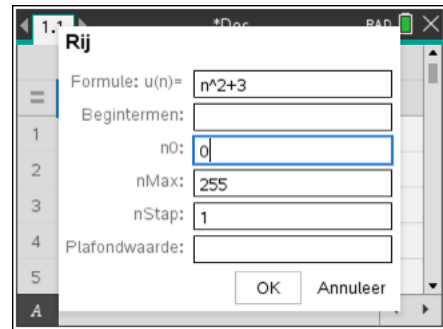 1.1 *Doc RAD
Rij
Formule: u(n)= n^2+3
Begintermen:
n0: 0
nMax: 255
nStap: 1
Plafondwaarde:
OK Annuleer
=
1
2
3
4
5
A